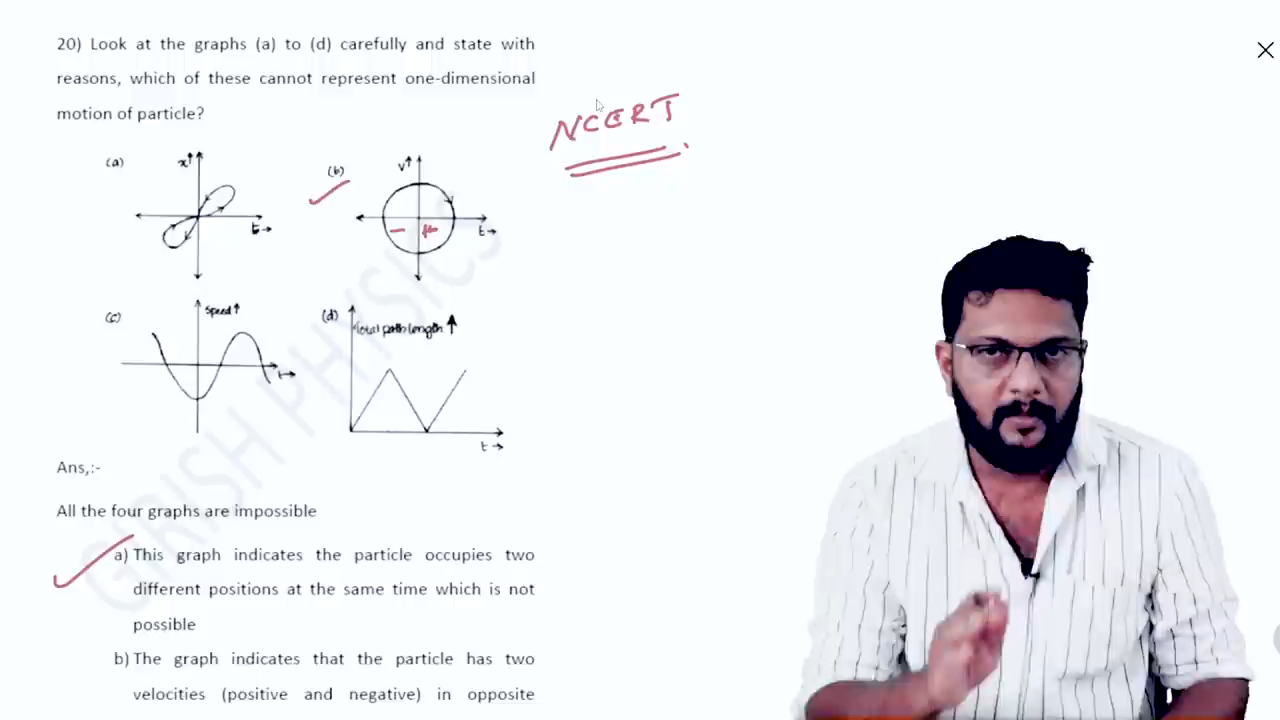 20) Look at the graphs (a) to (d) carefully and state with
reasons, which of these cannot represent one-dimensional
motion of particle?
NCERT
(a)
x↑
t→
(b)
v↑
t→
(c)
Speed↑
t→
(d)
Total path length ↑
t→
GIRISH PHYSICS
Ans,:-
All the four graphs are impossible
a) This graph indicates the particle occupies two
different positions at the same time which is not
possible
b) The graph indicates that the particle has two
velocities (positive and negative) in opposite